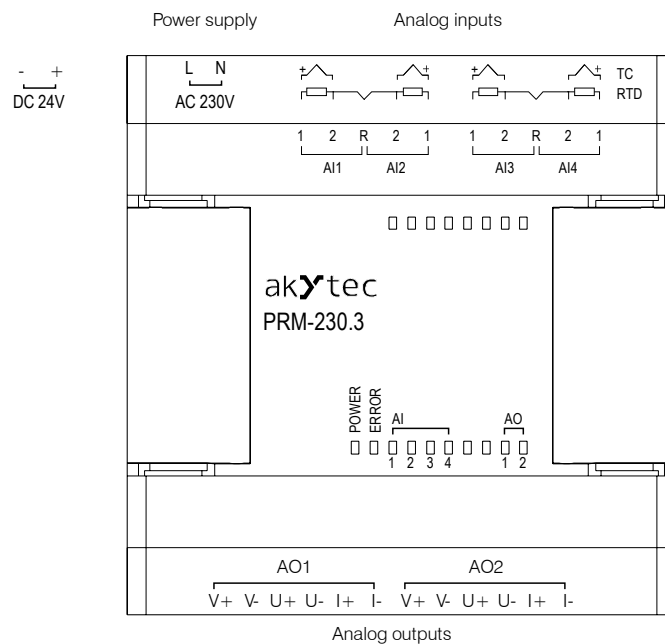 Power supply Analog inputs
- + L N + + + + TC
DC 24V AC 230V RTD
1 2 R 2 1 1 2 R 2 1
AI1 AI2 AI3 AI4
akytec
PRM-230.3
POWER ERROR AI AO
1 2 3 4 1 2
AO1 AO2
V+ V- U+ U- I+ I- V+ V- U+ U- I+ I-
Analog outputs